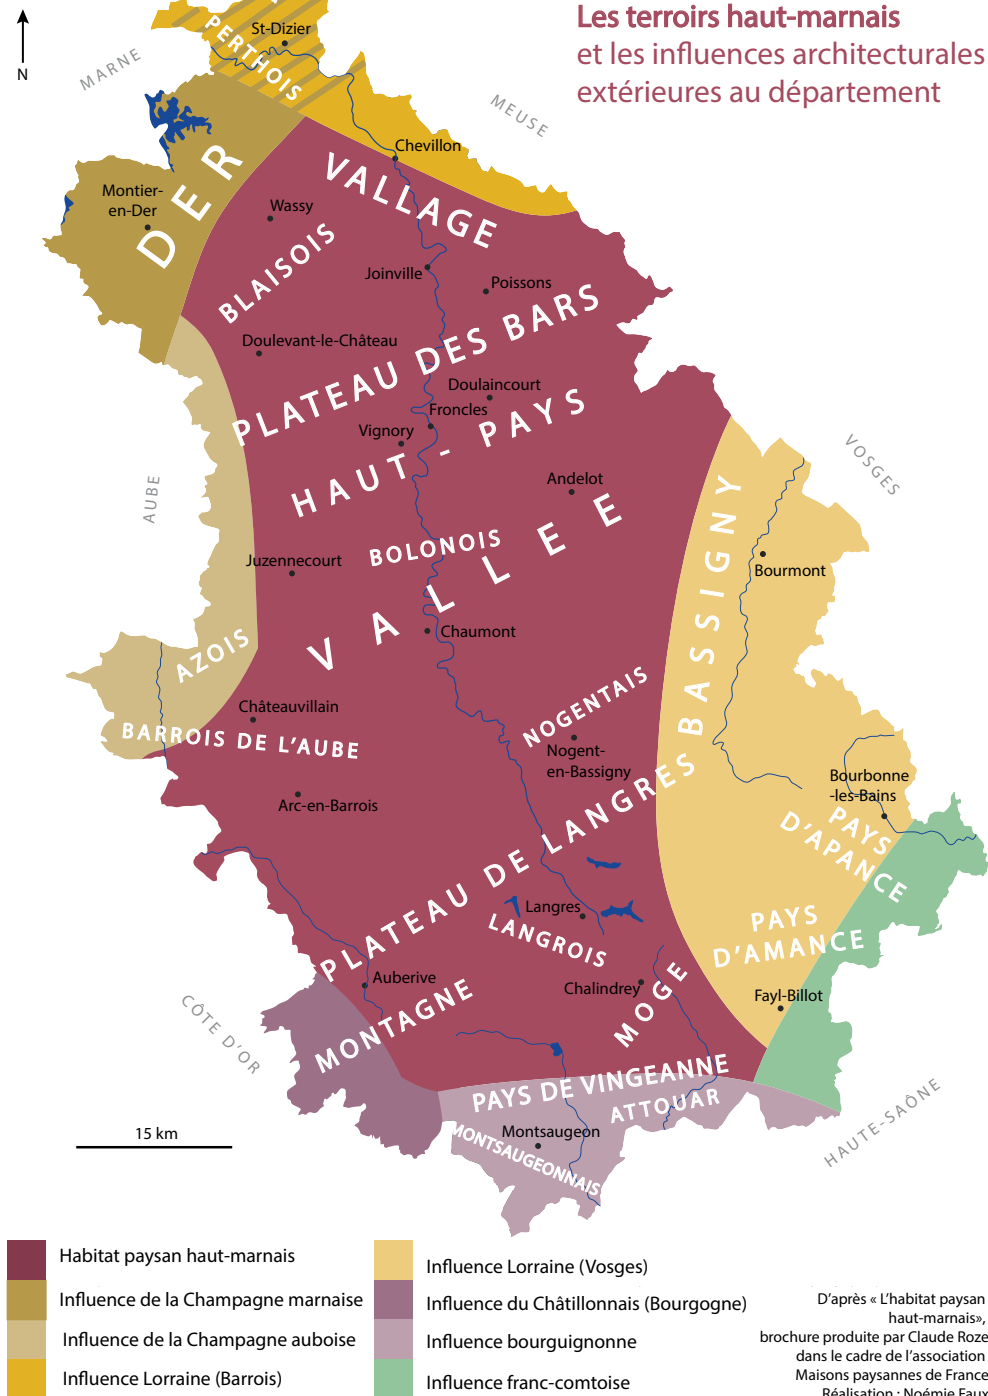 Les terroirs haut-marnais
et les influences architecturales
extérieures au département
N
MARNE
PERTHOIS
St-Dizier
MEUSE
Chevillon
DER
Montier-
en-Der
VALLAGE
Wassy
BLAISOIS
Joinville
Poissons
PLATEAU DES BARS
Doulevant-le-Château
Doulaincourt
Froncles
Vignory
HAUT - PAYS
VOSGES
AUBE
Andelot
BOLONOIS
Juzennecourt
VALLEE
BASSIGNY
Bourmont
Chaumont
AZOIS
Châteauvillain
NOGENTAIS
BARROIS DE L'AUBE
Nogent-
en-Bassigny
Arc-en-Barrois
Bourbonne
-les-Bains
PAYS
D'APANCE
PLATEAU DE LANGRES
Langres
LANGROIS
PAYS
D'AMANCE
Auberive
Chalindrey
Fayl-Billot
MOGE
MONTAGNE
CÔTE D'OR
PAYS DE VINGEANNE
ATTOUAR
HAUTE-SAÔNE
Montsaugeon
MONTSAUGEONNAIS
15 km
Habitat paysan haut-marnais
Influence de la Champagne marnaise
Influence de la Champagne auboise
Influence Lorraine (Barrois)
Influence Lorraine (Vosges)
Influence du Châtillonnais (Bourgogne)
Influence bourguignonne
Influence franc-comtoise
D'après « L'habitat paysan
haut-marnais»,
brochure produite par Claude Roze
dans le cadre de l'association
Maisons paysannes de France
Réalisation : Noémie Faux